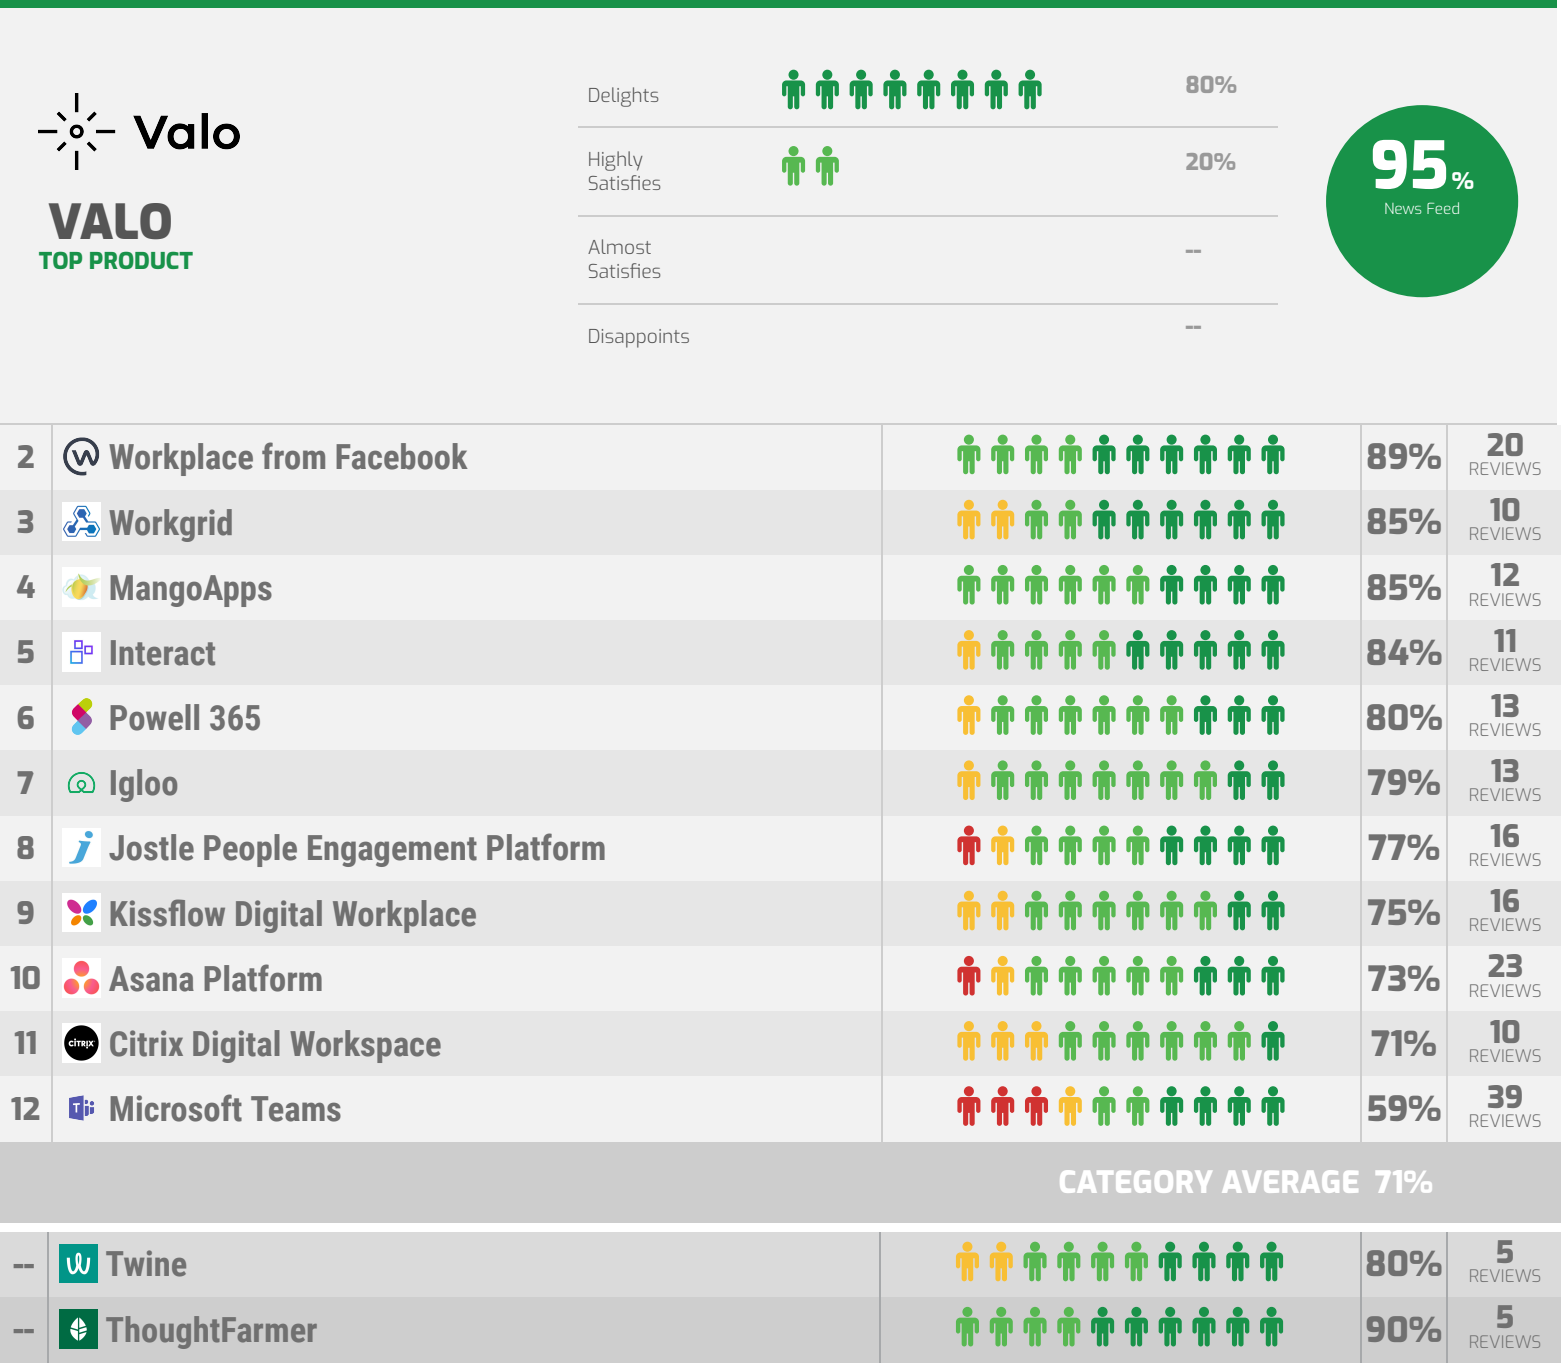 Valo
VALO
TOP PRODUCT
Delights 80%
Highly
Satisfies 20%
Almost
Satisfies --
Disappoints --
95%
News Feed
2 Workplace from Facebook 89% 20 REVIEWS
3 Workgrid 85% 10 REVIEWS
4 MangoApps 85% 12 REVIEWS
5 Interact 84% 11 REVIEWS
6 Powell 365 80% 13 REVIEWS
7 Igloo 79% 13 REVIEWS
8 Jostle People Engagement Platform 77% 16 REVIEWS
9 Kissflow Digital Workplace 75% 16 REVIEWS
10 Asana Platform 73% 23 REVIEWS
11 CITRIX Citrix Digital Workspace 71% 10 REVIEWS
12 T Microsoft Teams 59% 39 REVIEWS
CATEGORY AVERAGE 71%
-- Twine 80% 5 REVIEWS
-- ThoughtFarmer 90% 5 REVIEWS